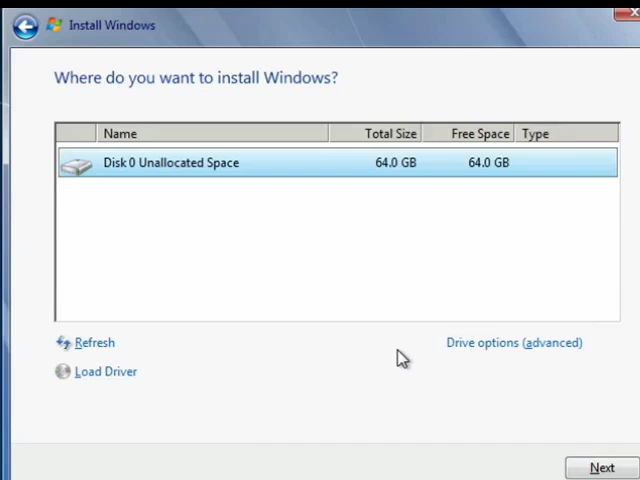 Install Windows
Where do you want to install Windows?
Name Total Size Free Space Type
Disk 0 Unallocated Space 64.0 GB 64.0 GB
Refresh Drive options (advanced)
Load Driver
Next